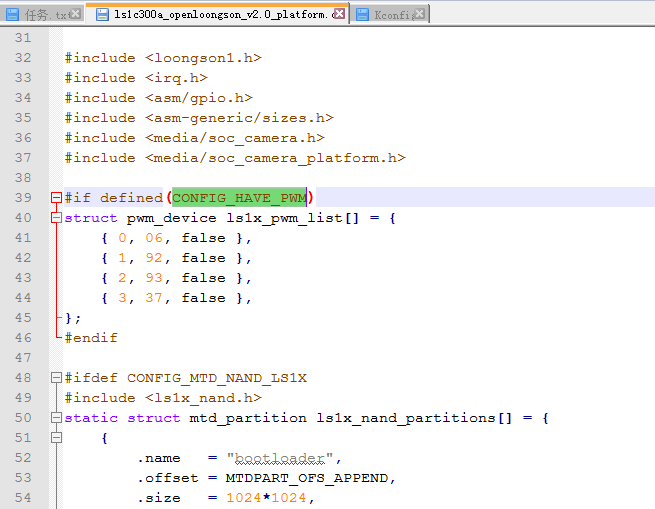 任务.tx
ls1c300a_openloongson_v2.0_platform.c
Kconfig
31
32 #include <loongson1.h>
33 #include <irq.h>
34 #include <asm/gpio.h>
35 #include <asm-generic/sizes.h>
36 #include <media/soc_camera.h>
37 #include <media/soc_camera_platform.h>
38
39 #if defined(CONFIG_HAVE_PWM)
40 struct pwm_device ls1x_pwm_list[] = {
41 { 0, 06, false },
42 { 1, 92, false },
43 { 2, 93, false },
44 { 3, 37, false },
45 };
46 #endif
47
48 #ifdef CONFIG_MTD_NAND_LS1X
49 #include <ls1x_nand.h>
50 static struct mtd_partition ls1x_nand_partitions[] = {
51 {
52 .name   = "bootloader",
53 .offset = MTDPART_OFS_APPEND,
54 .size   = 1024*1024,